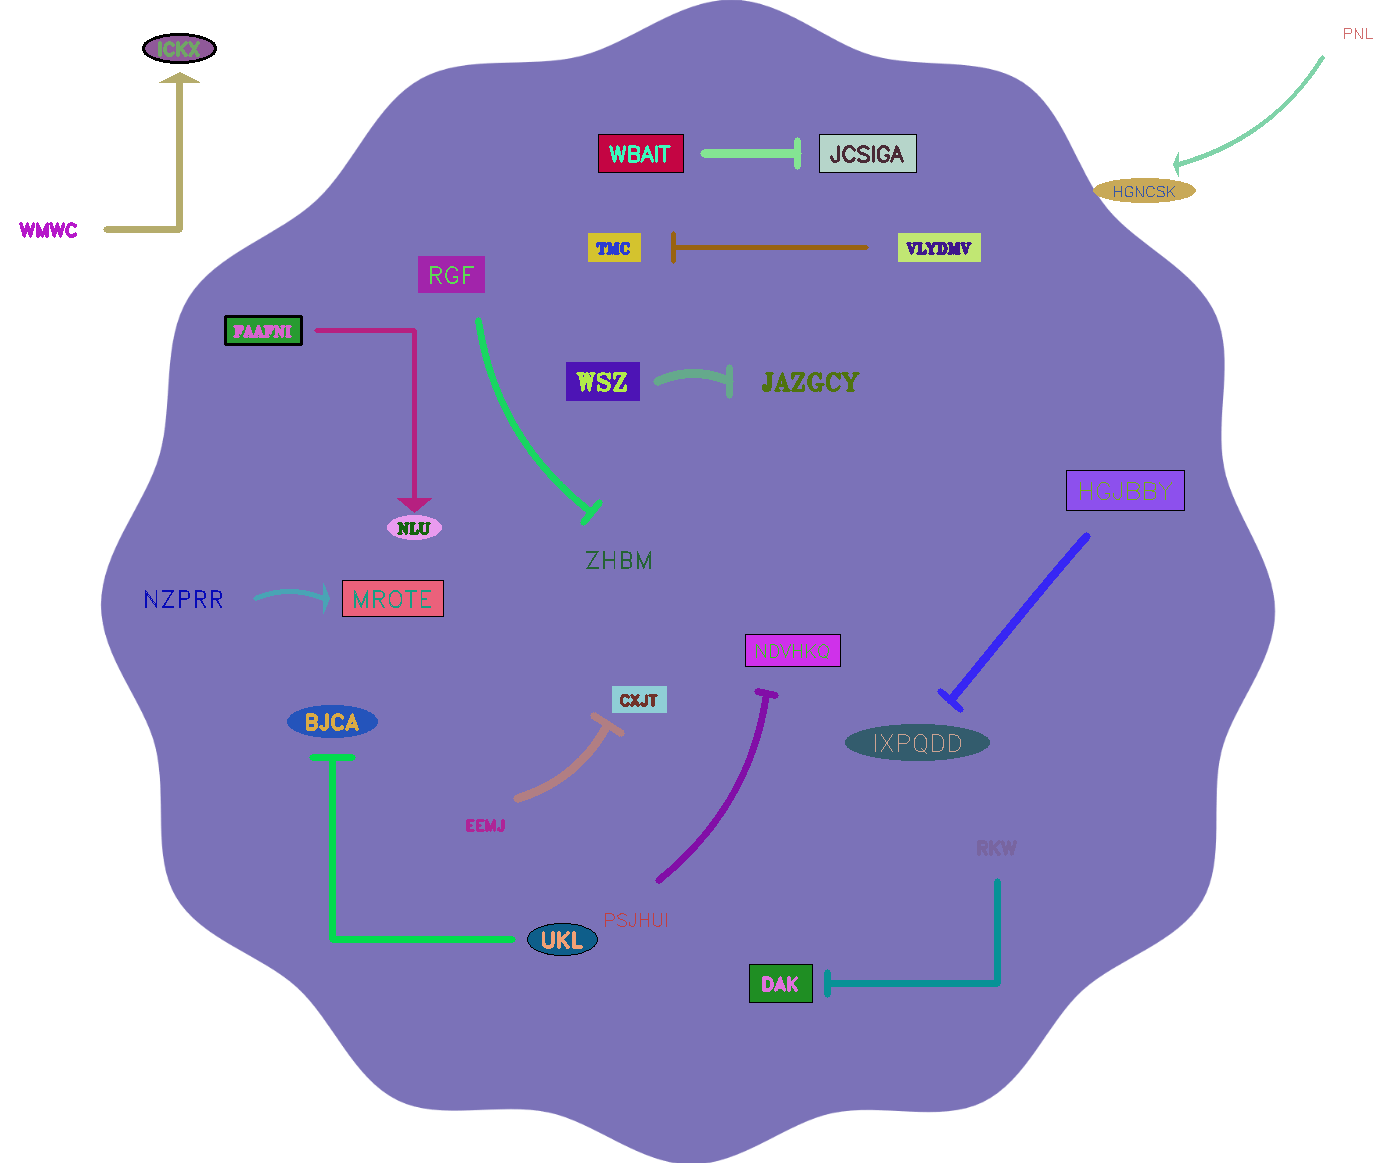 PNL
ICKX
WBAIT
JCSIGA
HGNCSK
WMWC
TMC
VLYDMV
RGF
FAAFNI
WSZ
JAZGCY
HGJBBY
NLU
ZHBM
NZPRR
MROTE
CXJT
BJCA
IXPQDD
EEMJ
RKW
PSJHUI
UKL
DAK